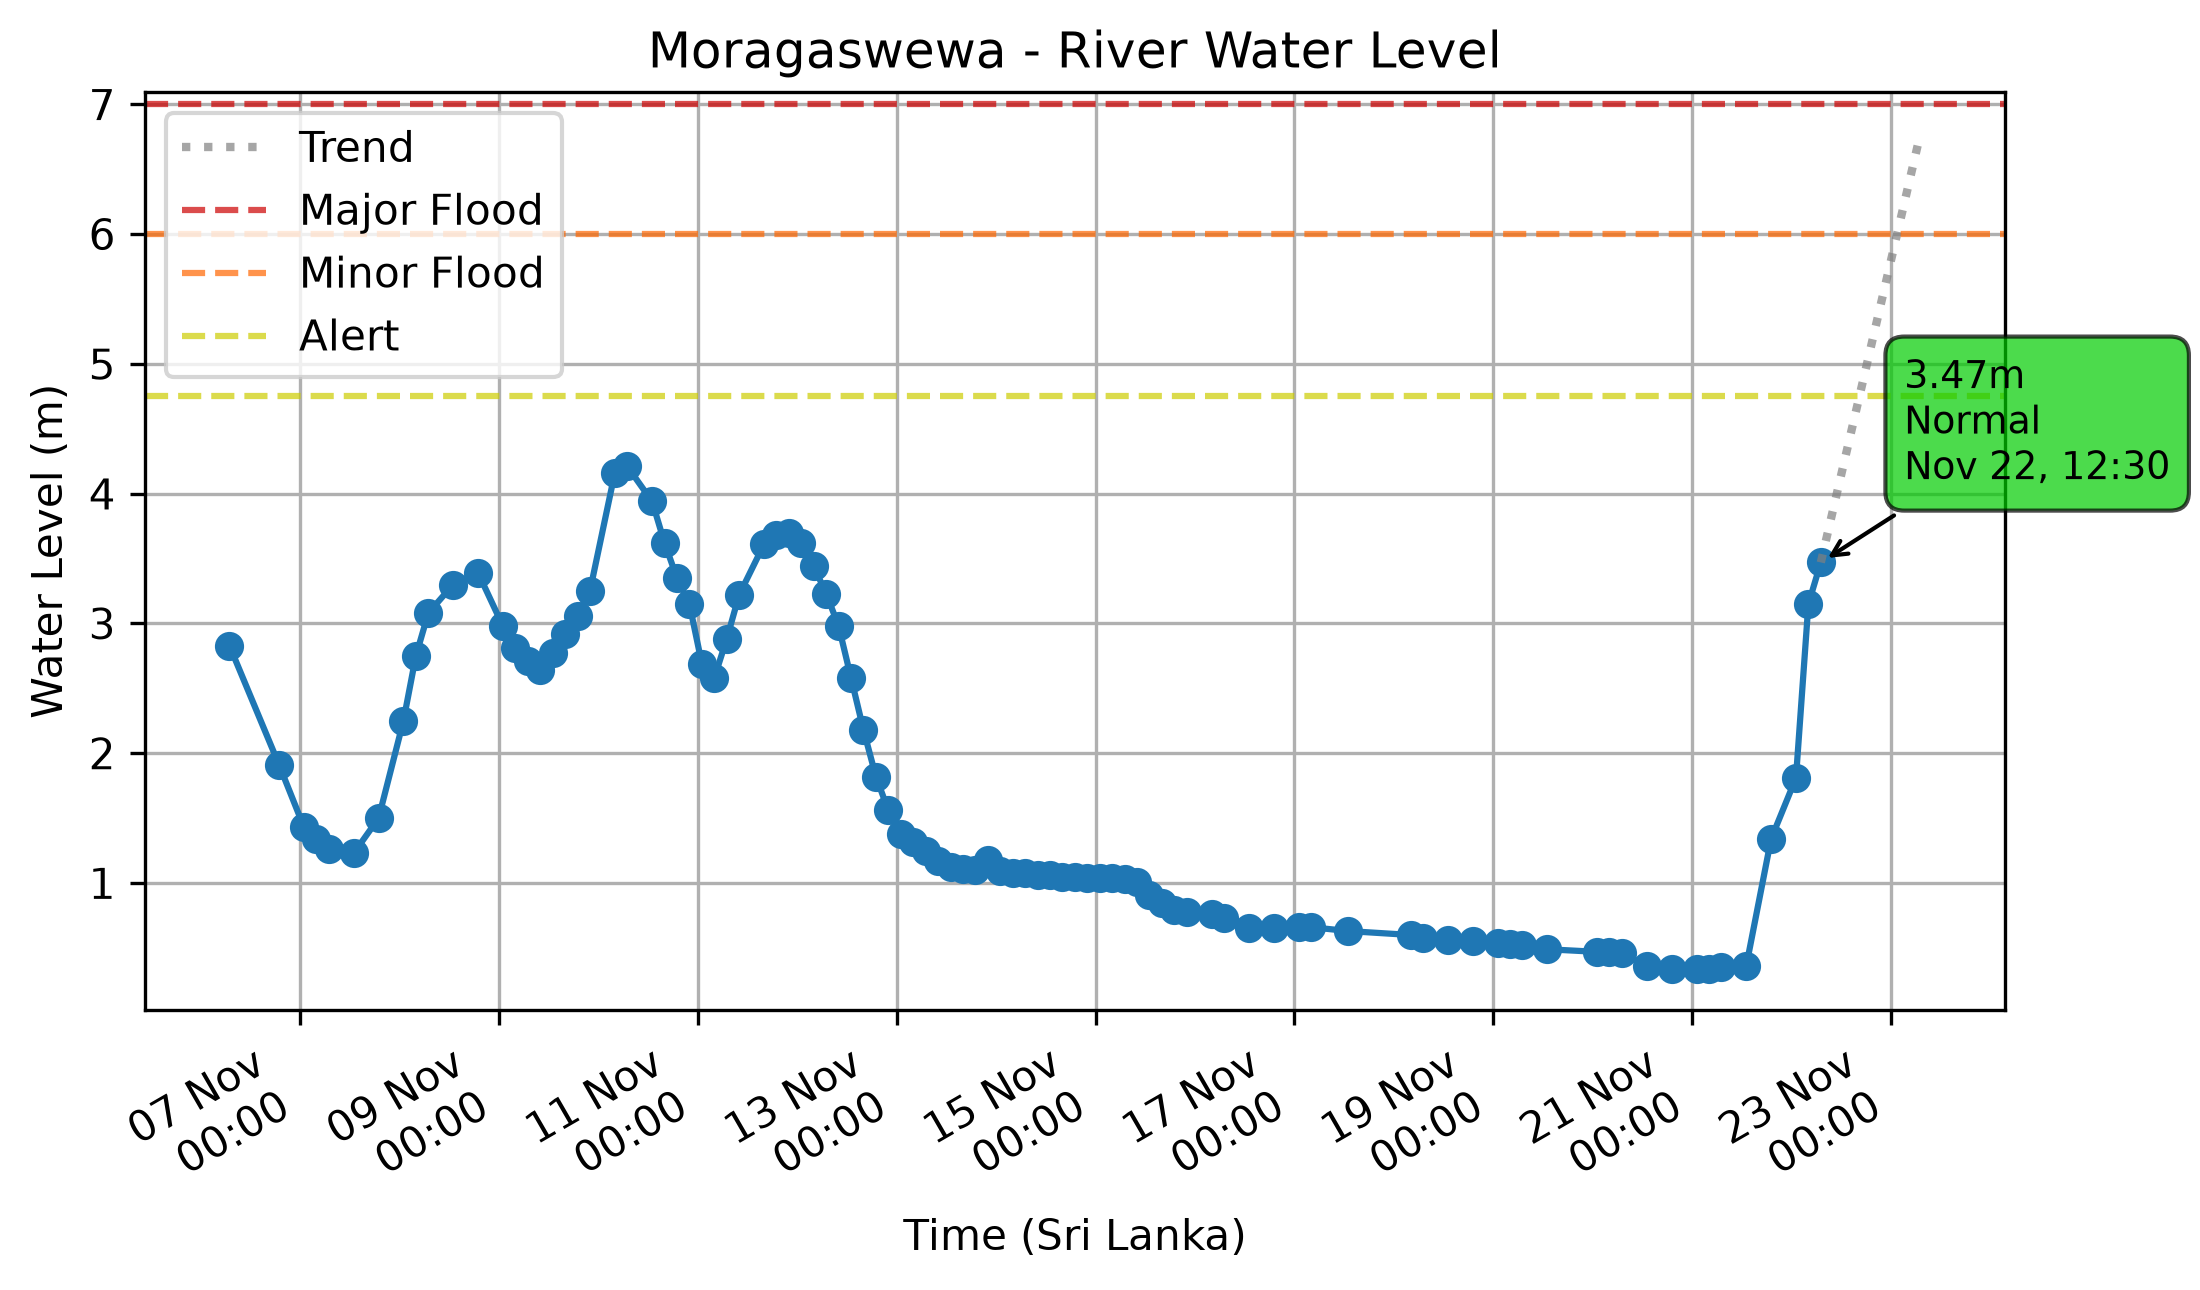 Moragaswewa - River Water Level
Water Level (m)
7
6
5
4
3
2
1
Trend
Major Flood
Minor Flood
Alert
3.47m
Normal
Nov 22, 12:30
07 Nov
00:00
09 Nov
00:00
11 Nov
00:00
13 Nov
00:00
15 Nov
00:00
17 Nov
00:00
19 Nov
00:00
21 Nov
00:00
23 Nov
00:00
Time (Sri Lanka)